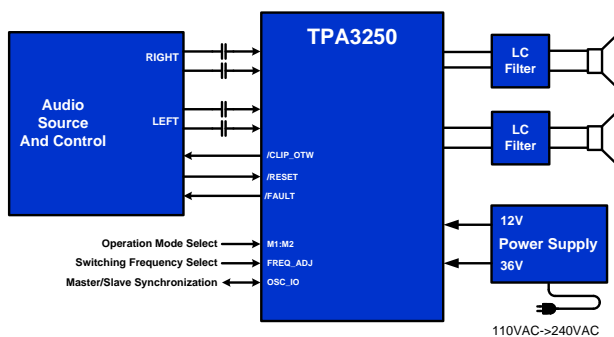 TPA3250
RIGHT
LEFT
Audio
Source
And Control
/CLIP_OTW
/RESET
/FAULT
Operation Mode Select
M1:M2
Switching Frequency Select
FREQ_ADJ
Master/Slave Synchronization
OSC_IO
LC
Filter
LC
Filter
12V
Power Supply
36V
110VAC->240VAC